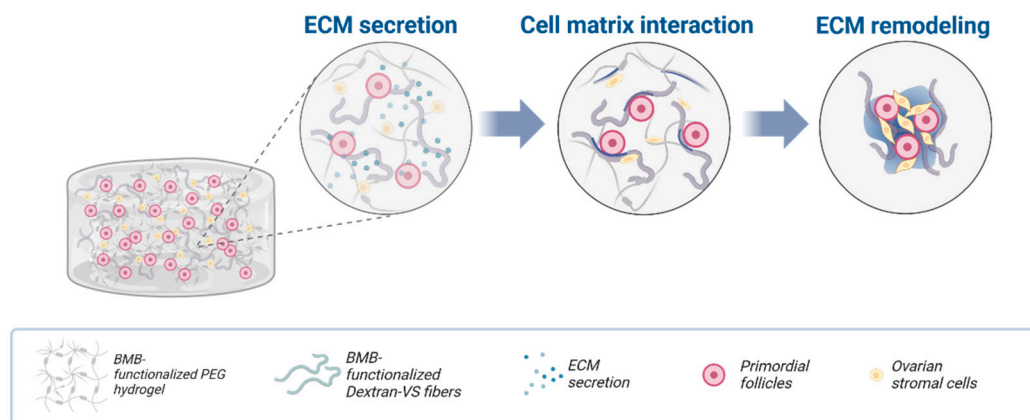 ECM secretion
Cell matrix interaction
ECM remodeling
BMB-
functionalized PEG
hydrogel
BMB-
functionalized
Dextran-VS fibers
ECM
secretion
Primordial
follicles
Ovarian
stromal cells